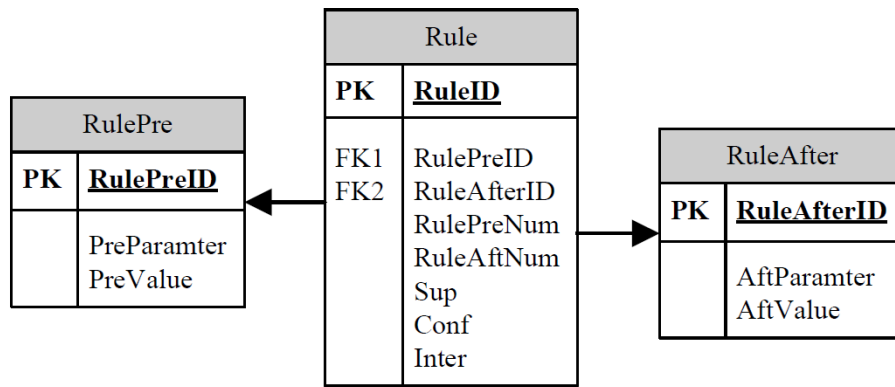 RulePre
PK RulePreID
PreParamter
PreValue
Rule
PK RuleID
FK1 RulePreID
FK2 RuleAfterID
RulePreNum
RuleAftNum
Sup
Conf
Inter
RuleAfter
PK RuleAfterID
AftParamter
AftValue